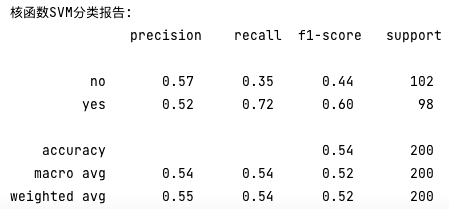 核函数SVM分类报告:
precision recall f1-score support
no 0.57 0.35 0.44 102
yes 0.52 0.72 0.60 98
accuracy 0.54 200
macro avg 0.54 0.54 0.52 200
weighted avg 0.55 0.54 0.52 200